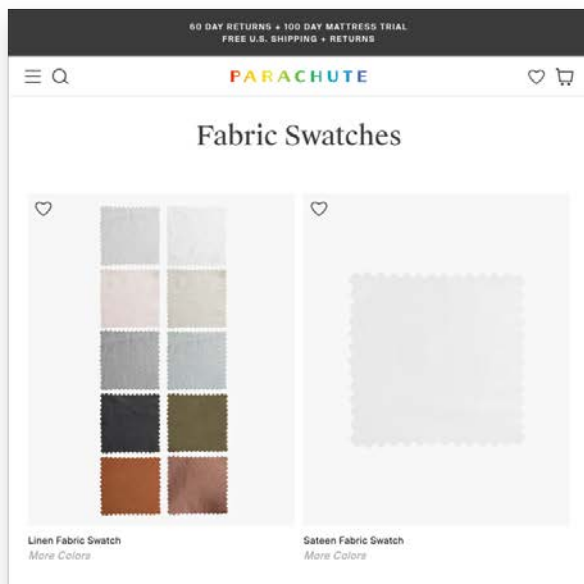 60 DAY RETURNS + 100 DAY MATTRESS TRIAL
FREE U.S. SHIPPING + RETURNS
PARACHUTE
Fabric Swatches
Linen Fabric Swatch
More Colors
Sateen Fabric Swatch
More Colors